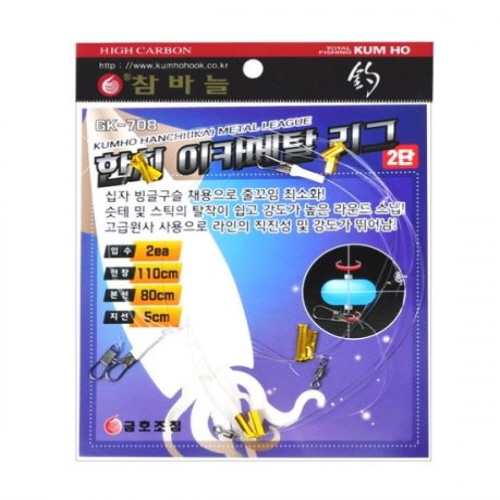 HIGH CARBON
TOTAL FISHING KUM HO
http : //www.kumhohook.co.kr
®참바늘
釣
GK-708
KUMHO HANCHI(IKA) METAL LEAGUE
한치 이카메탈 리그
2단
십자 빙글구슬 채용으로 줄꼬임 최소화!
슷테 및 스틱의 탈착이 쉽고 강도가 높은 라운드 스냅!
고급원사 사용으로 라인의 직진성 및 강도가 뛰어남!
입수 2ea
전장 110cm
본선 80cm
지선 5cm
금호조침